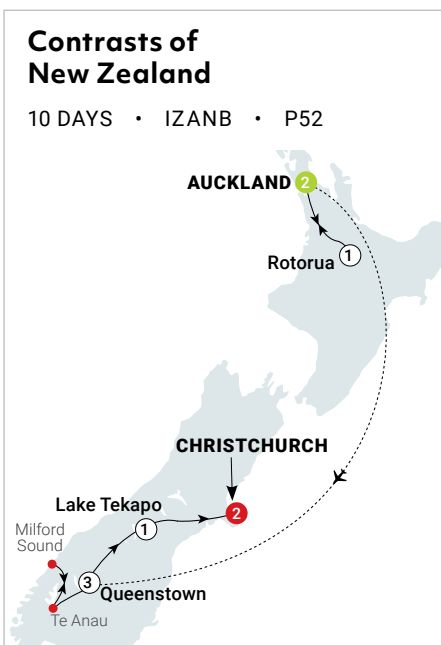 Contrasts of
New Zealand
10 DAYS • IZANB • P52
AUCKLAND 2
Rotorua 1
CHRISTCHURCH
2
Lake Tekapo
1
Milford
Sound
3
Queenstown
Te Anau